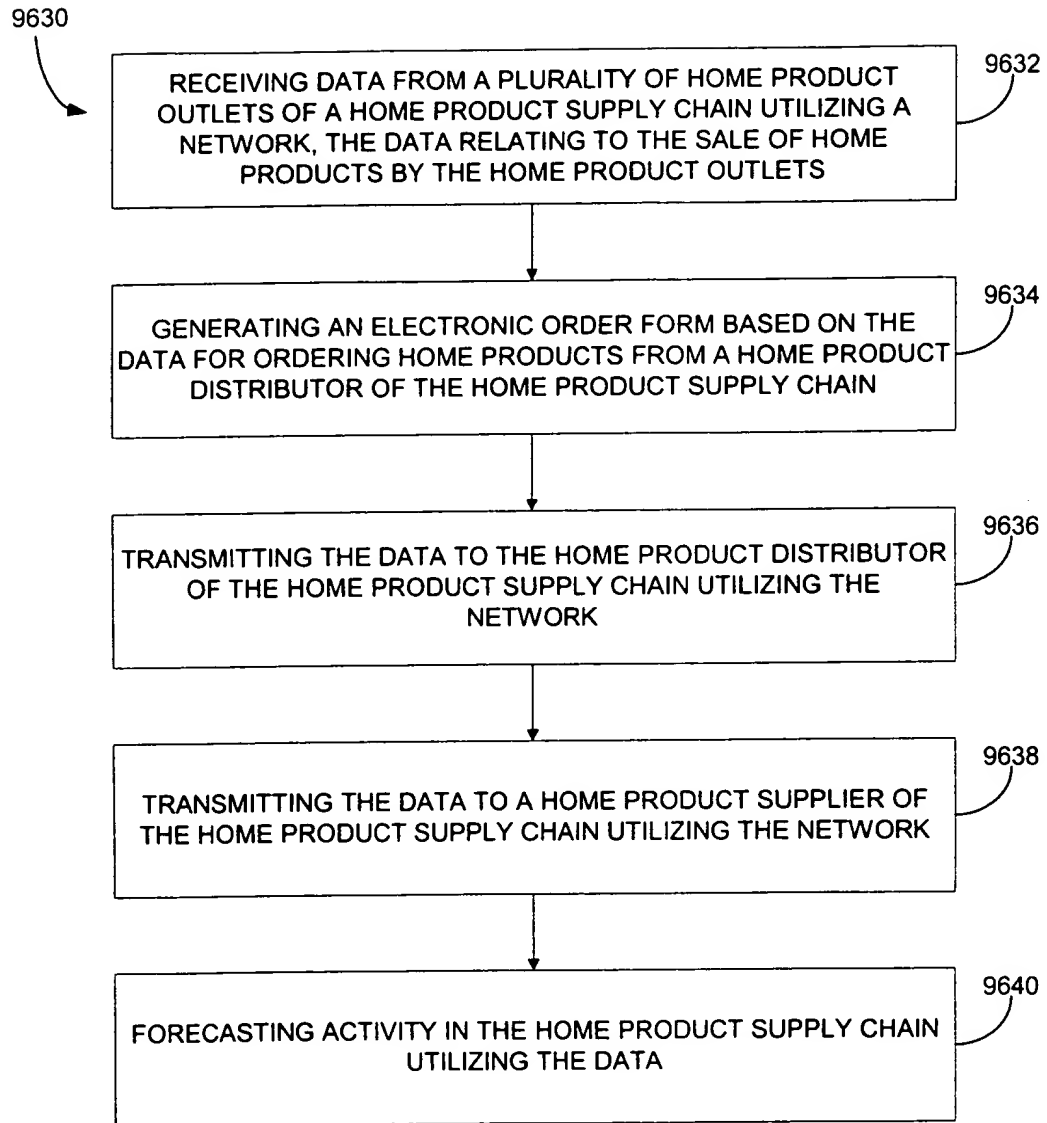 9630
RECEIVING DATA FROM A PLURALITY OF HOME PRODUCT
OUTLETS OF A HOME PRODUCT SUPPLY CHAIN UTILIZING A
NETWORK, THE DATA RELATING TO THE SALE OF HOME
PRODUCTS BY THE HOME PRODUCT OUTLETS
9632
GENERATING AN ELECTRONIC ORDER FORM BASED ON THE
DATA FOR ORDERING HOME PRODUCTS FROM A HOME PRODUCT
DISTRIBUTOR OF THE HOME PRODUCT SUPPLY CHAIN
9634
TRANSMITTING THE DATA TO THE HOME PRODUCT DISTRIBUTOR
OF THE HOME PRODUCT SUPPLY CHAIN UTILIZING THE
NETWORK
9636
TRANSMITTING THE DATA TO A HOME PRODUCT SUPPLIER OF
THE HOME PRODUCT SUPPLY CHAIN UTILIZING THE NETWORK
9638
FORECASTING ACTIVITY IN THE HOME PRODUCT SUPPLY CHAIN
UTILIZING THE DATA
9640